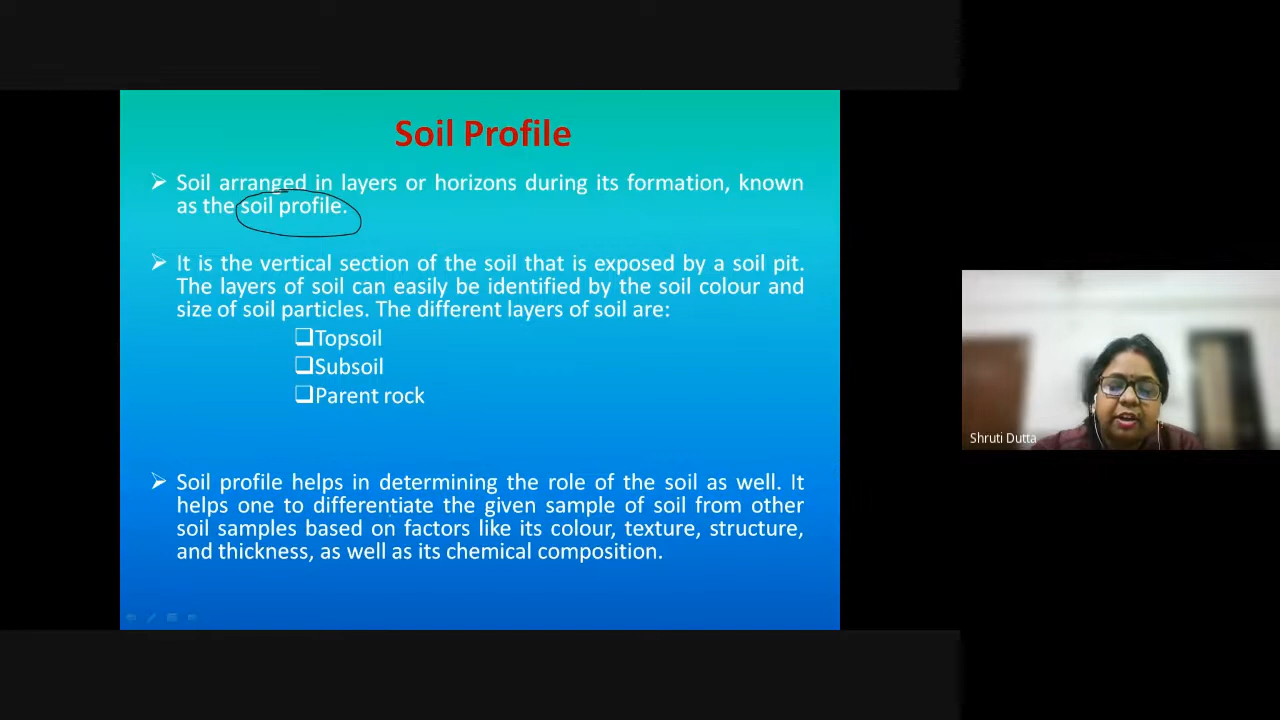 Soil Profile
Soil arranged in layers or horizons during its formation, known
as the soil profile.
It is the vertical section of the soil that is exposed by a soil pit.
The layers of soil can easily be identified by the soil colour and
size of soil particles. The different layers of soil are:
Topsoil
Subsoil
Parent rock
Soil profile helps in determining the role of the soil as well. It
helps one to differentiate the given sample of soil from other
soil samples based on factors like its colour, texture, structure,
and thickness, as well as its chemical composition.
Shruti Dutta